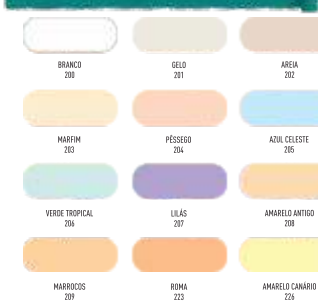 BRANCO
200
GELO
201
AREIA
202
MARFIM
203
PÊSSEGO
204
AZUL CELESTE
205
VERDE TROPICAL
206
LILÁS
207
AMARELO ANTIGO
208
MARROCOS
209
ROMA
223
AMARELO CANÁRIO
226